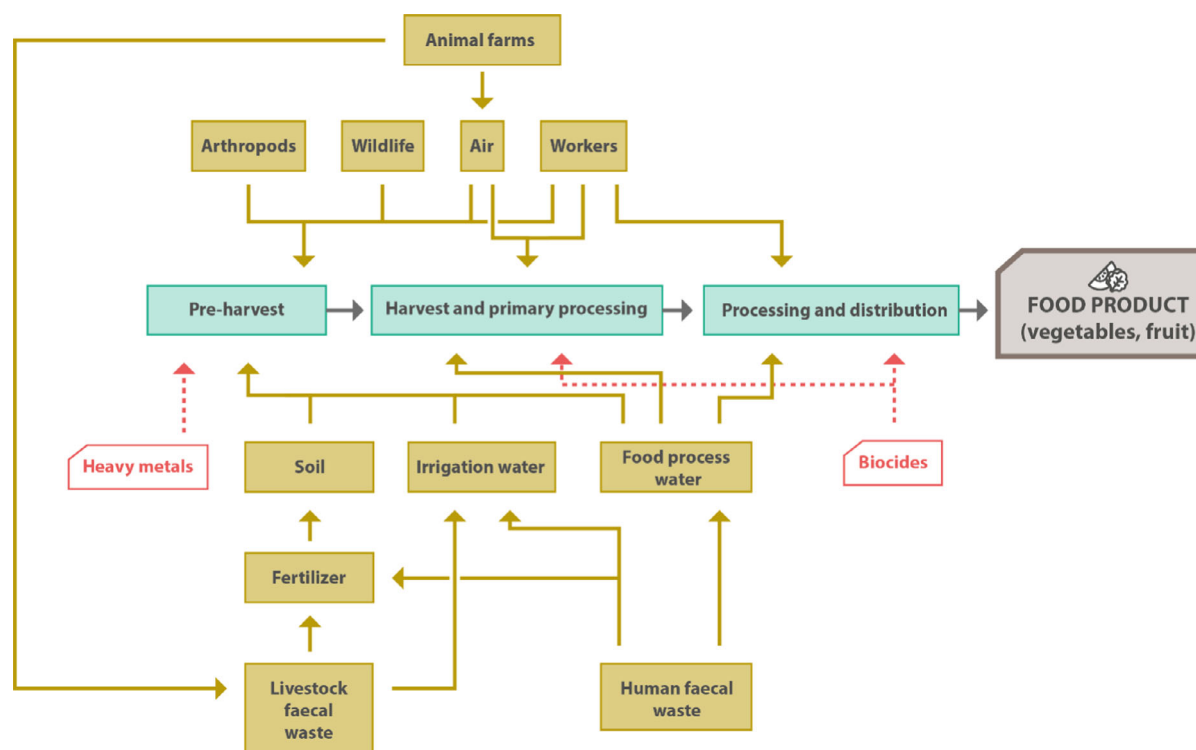 Animal farms
Arthropods
Wildlife
Air
Workers
Pre-harvest
Harvest and primary processing
Processing and distribution
FOOD PRODUCT
(vegetables, fruit)
Heavy metals
Soil
Irrigation water
Food process
water
Biocides
Fertilizer
Livestock
faecal
waste
Human faecal
waste